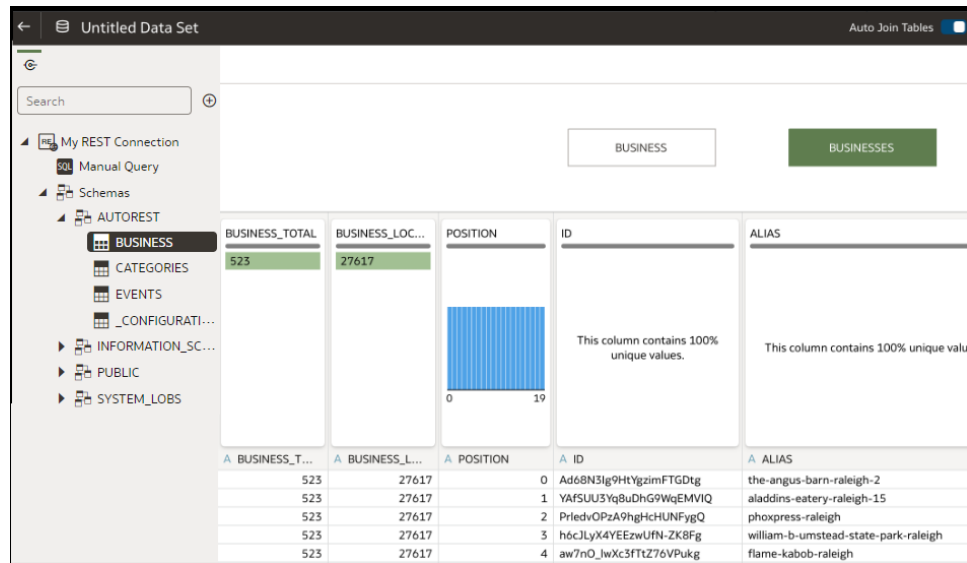 Untitled Data Set
Auto Join Tables
Search
My REST Connection
SQL Manual Query
Schemas
AUTOREST
BUSINESS
CATEGORIES
EVENTS
_CONFIGURATI...
INFORMATION_SC...
PUBLIC
SYSTEM_LOBS
BUSINESS
BUSINESSES
BUSINESS_TOTAL BUSINESS_LOC... POSITION ID ALIAS
523 27617
This column contains 100%
unique values.
This column contains 100% unique valu
0 19
A BUSINESS_T... A BUSINESS_L... A POSITION A ID A ALIAS
523 27617 0 Ad68N3Ig9HtYgzimFTGDtg the-angus-barn-raleigh-2
523 27617 1 YAfSUU3Yq8uDhG9WqEMVIQ aladdins-eatery-raleigh-15
523 27617 2 PrledvOPzA9hgHcHUNFygQ phoxpress-raleigh
523 27617 3 h6cJLyX4YEEzwUfN-ZK8Fg william-b-umstead-state-park-raleigh
523 27617 4 aw7nO_lwXc3fTtZ76VPukg flame-kabob-raleigh